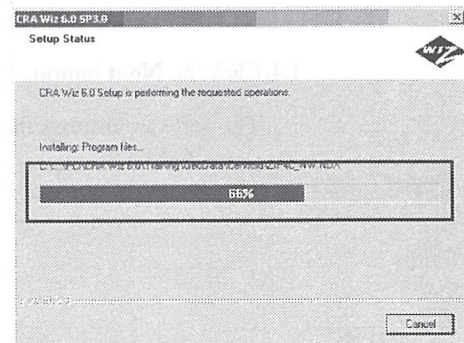 CRA Wiz 6.0 SP3.0
Setup Status
WIZ
CRA Wiz 6.0 Setup is performing the requested operations.
Installing: Program files...
66%
Cancel